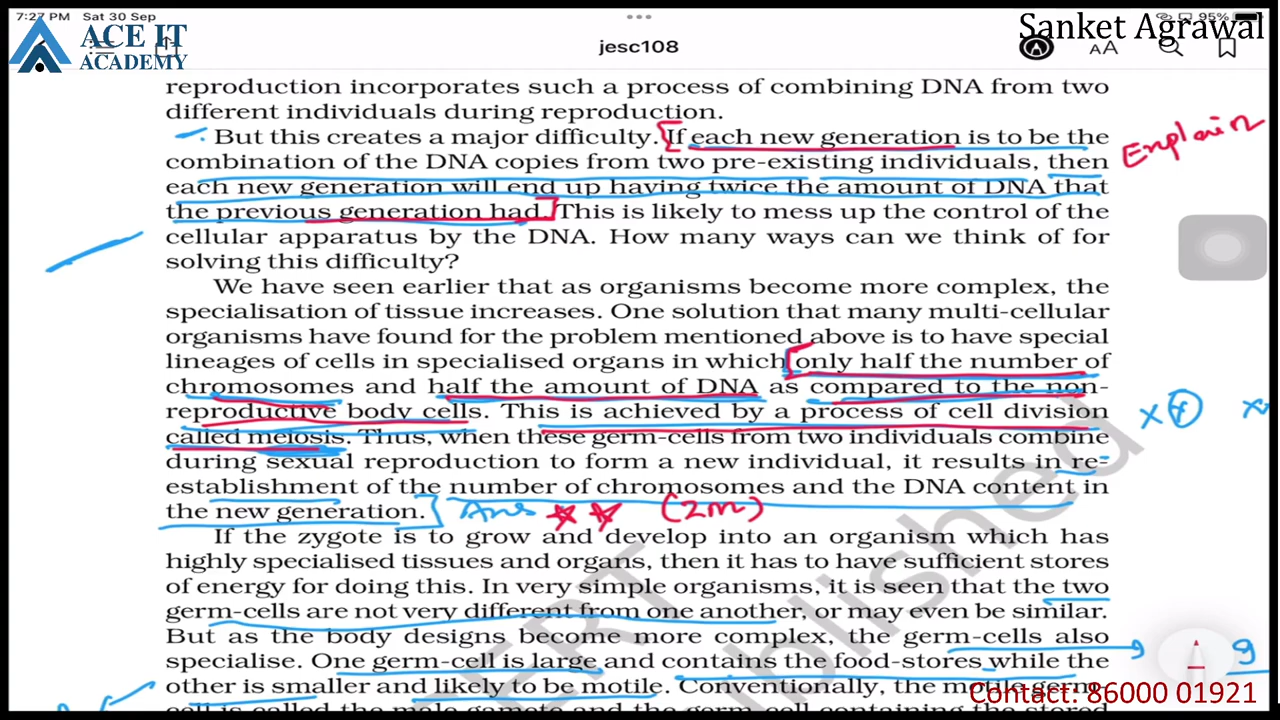 7:27 PM Sat 30 Sep
95%
Sanket Agrawal
ACE IT
ACADEMY
jesc108
AA
reproduction incorporates such a process of combining DNA from two
different individuals during reproduction.
But this creates a major difficulty. If each new generation is to be the
Explain
combination of the DNA copies from two pre-existing individuals, then
each new generation will end up having twice the amount of DNA that
the previous generation had. This is likely to mess up the control of the
cellular apparatus by the DNA. How many ways can we think of for
solving this difficulty?
We have seen earlier that as organisms become more complex, the
specialisation of tissue increases. One solution that many multi-cellular
organisms have found for the problem mentioned above is to have special
lineages of cells in specialised organs in which only half the number of
chromosomes and half the amount of DNA as compared to the non-
reproductive body cells. This is achieved by a process of cell division
called meiosis. Thus, when these germ-cells from two individuals combine
during sexual reproduction to form a new individual, it results in re-
establishment of the number of chromosomes and the DNA content in
the new generation. Ans (2m)
If the zygote is to grow and develop into an organism which has
highly specialised tissues and organs, then it has to have sufficient stores
of energy for doing this. In very simple organisms, it is seen that the two
germ-cells are not very different from one another, or may even be similar.
But as the body designs become more complex, the germ-cells also
specialise. One germ-cell is large and contains the food-stores while the
other is smaller and likely to be motile. Conventionally, the motile germ-
cell is called the male gamete and the germ-cell containing the stored
Contact: 86000 01921